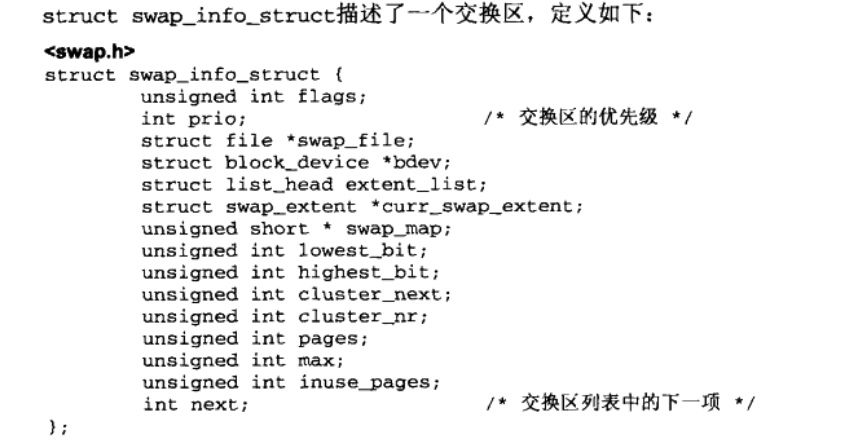 struct swap_info_struct描述了一个交换区，定义如下：
<swap.h>
struct swap_info_struct {
unsigned int flags;
int prio; /* 交换区的优先级 */
struct file *swap_file;
struct block_device *bdev;
struct list_head extent_list;
struct swap_extent *curr_swap_extent;
unsigned short * swap_map;
unsigned int lowest_bit;
unsigned int highest_bit;
unsigned int cluster_next;
unsigned int cluster_nr;
unsigned int pages;
unsigned int max;
unsigned int inuse_pages;
int next; /* 交换区列表中的下一项 */
};